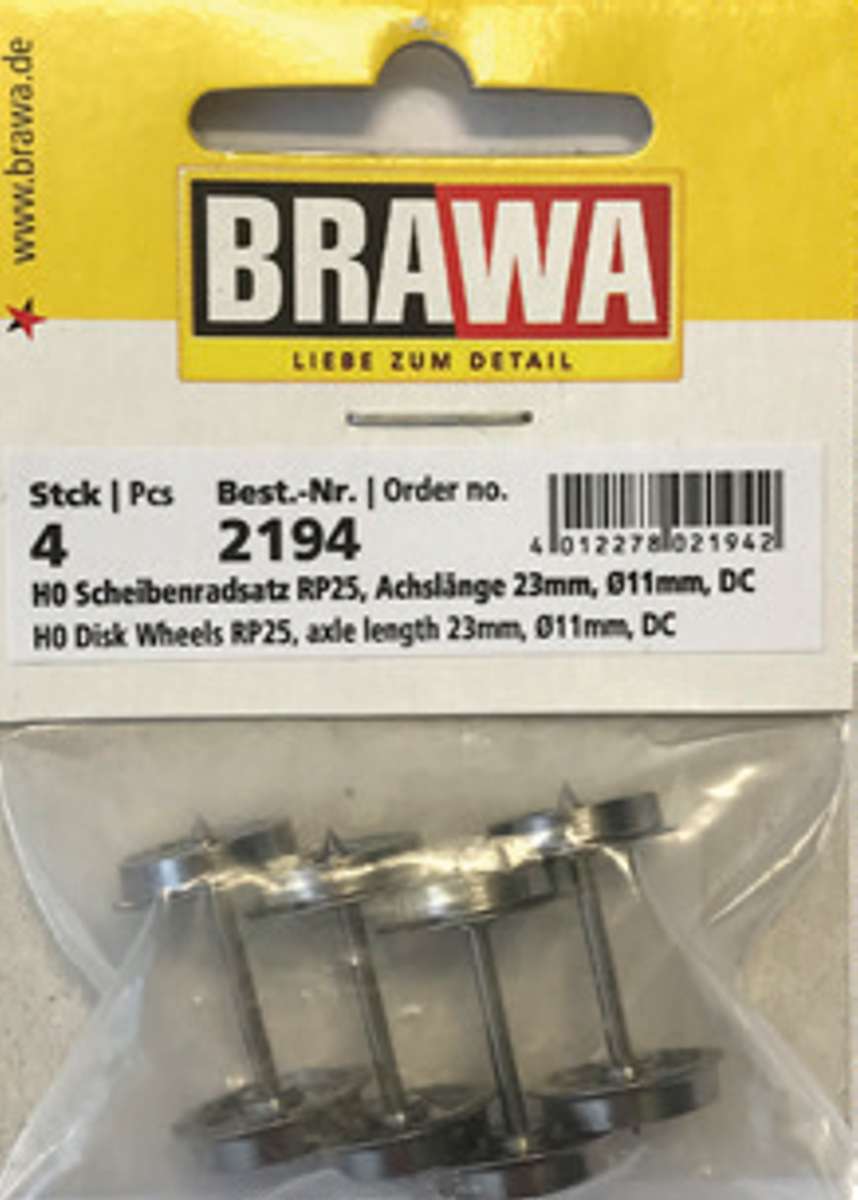 www.brawa.de
BRAWA
LIEBE ZUM DETAIL
Stck | Pcs Best.-Nr. | Order no.
4 2194
4 012278 021942
H0 Scheibenradsatz RP25, Achslänge 23mm, Ø11mm, DC
H0 Disk Wheels RP25, axle length 23mm, Ø11mm, DC